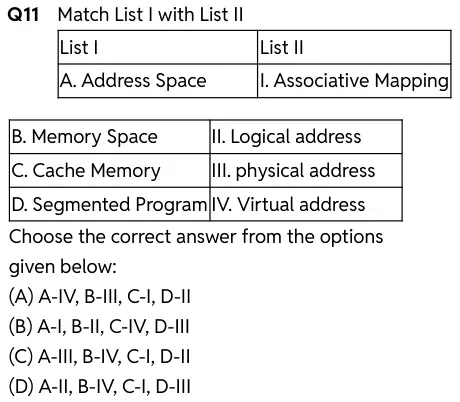 Q11 Match List I with List II
List I List II
A. Address Space I. Associative Mapping
B. Memory Space II. Logical address
C. Cache Memory III. physical address
D. Segmented Program IV. Virtual address
Choose the correct answer from the options
given below:
(A) A-IV, B-III, C-I, D-II
(B) A-I, B-II, C-IV, D-III
(C) A-III, B-IV, C-I, D-II
(D) A-II, B-IV, C-I, D-III